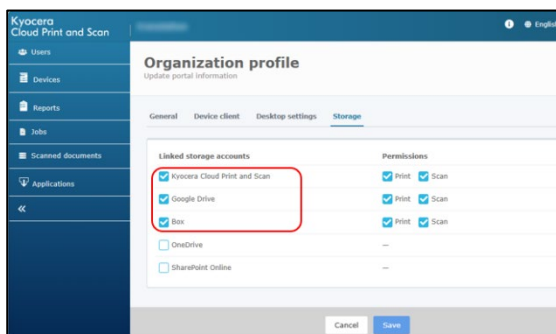 Kyocera
Cloud Print and Scan
English
Users
Devices
Reports
Jobs
Scanned documents
Applications
«
Organization profile
Update portal information
General Device client Desktop settings Storage
Linked storage accounts Permissions
Kyocera Cloud Print and Scan Print Scan
Google Drive Print Scan
Box Print Scan
OneDrive —
SharePoint Online —
Cancel Save